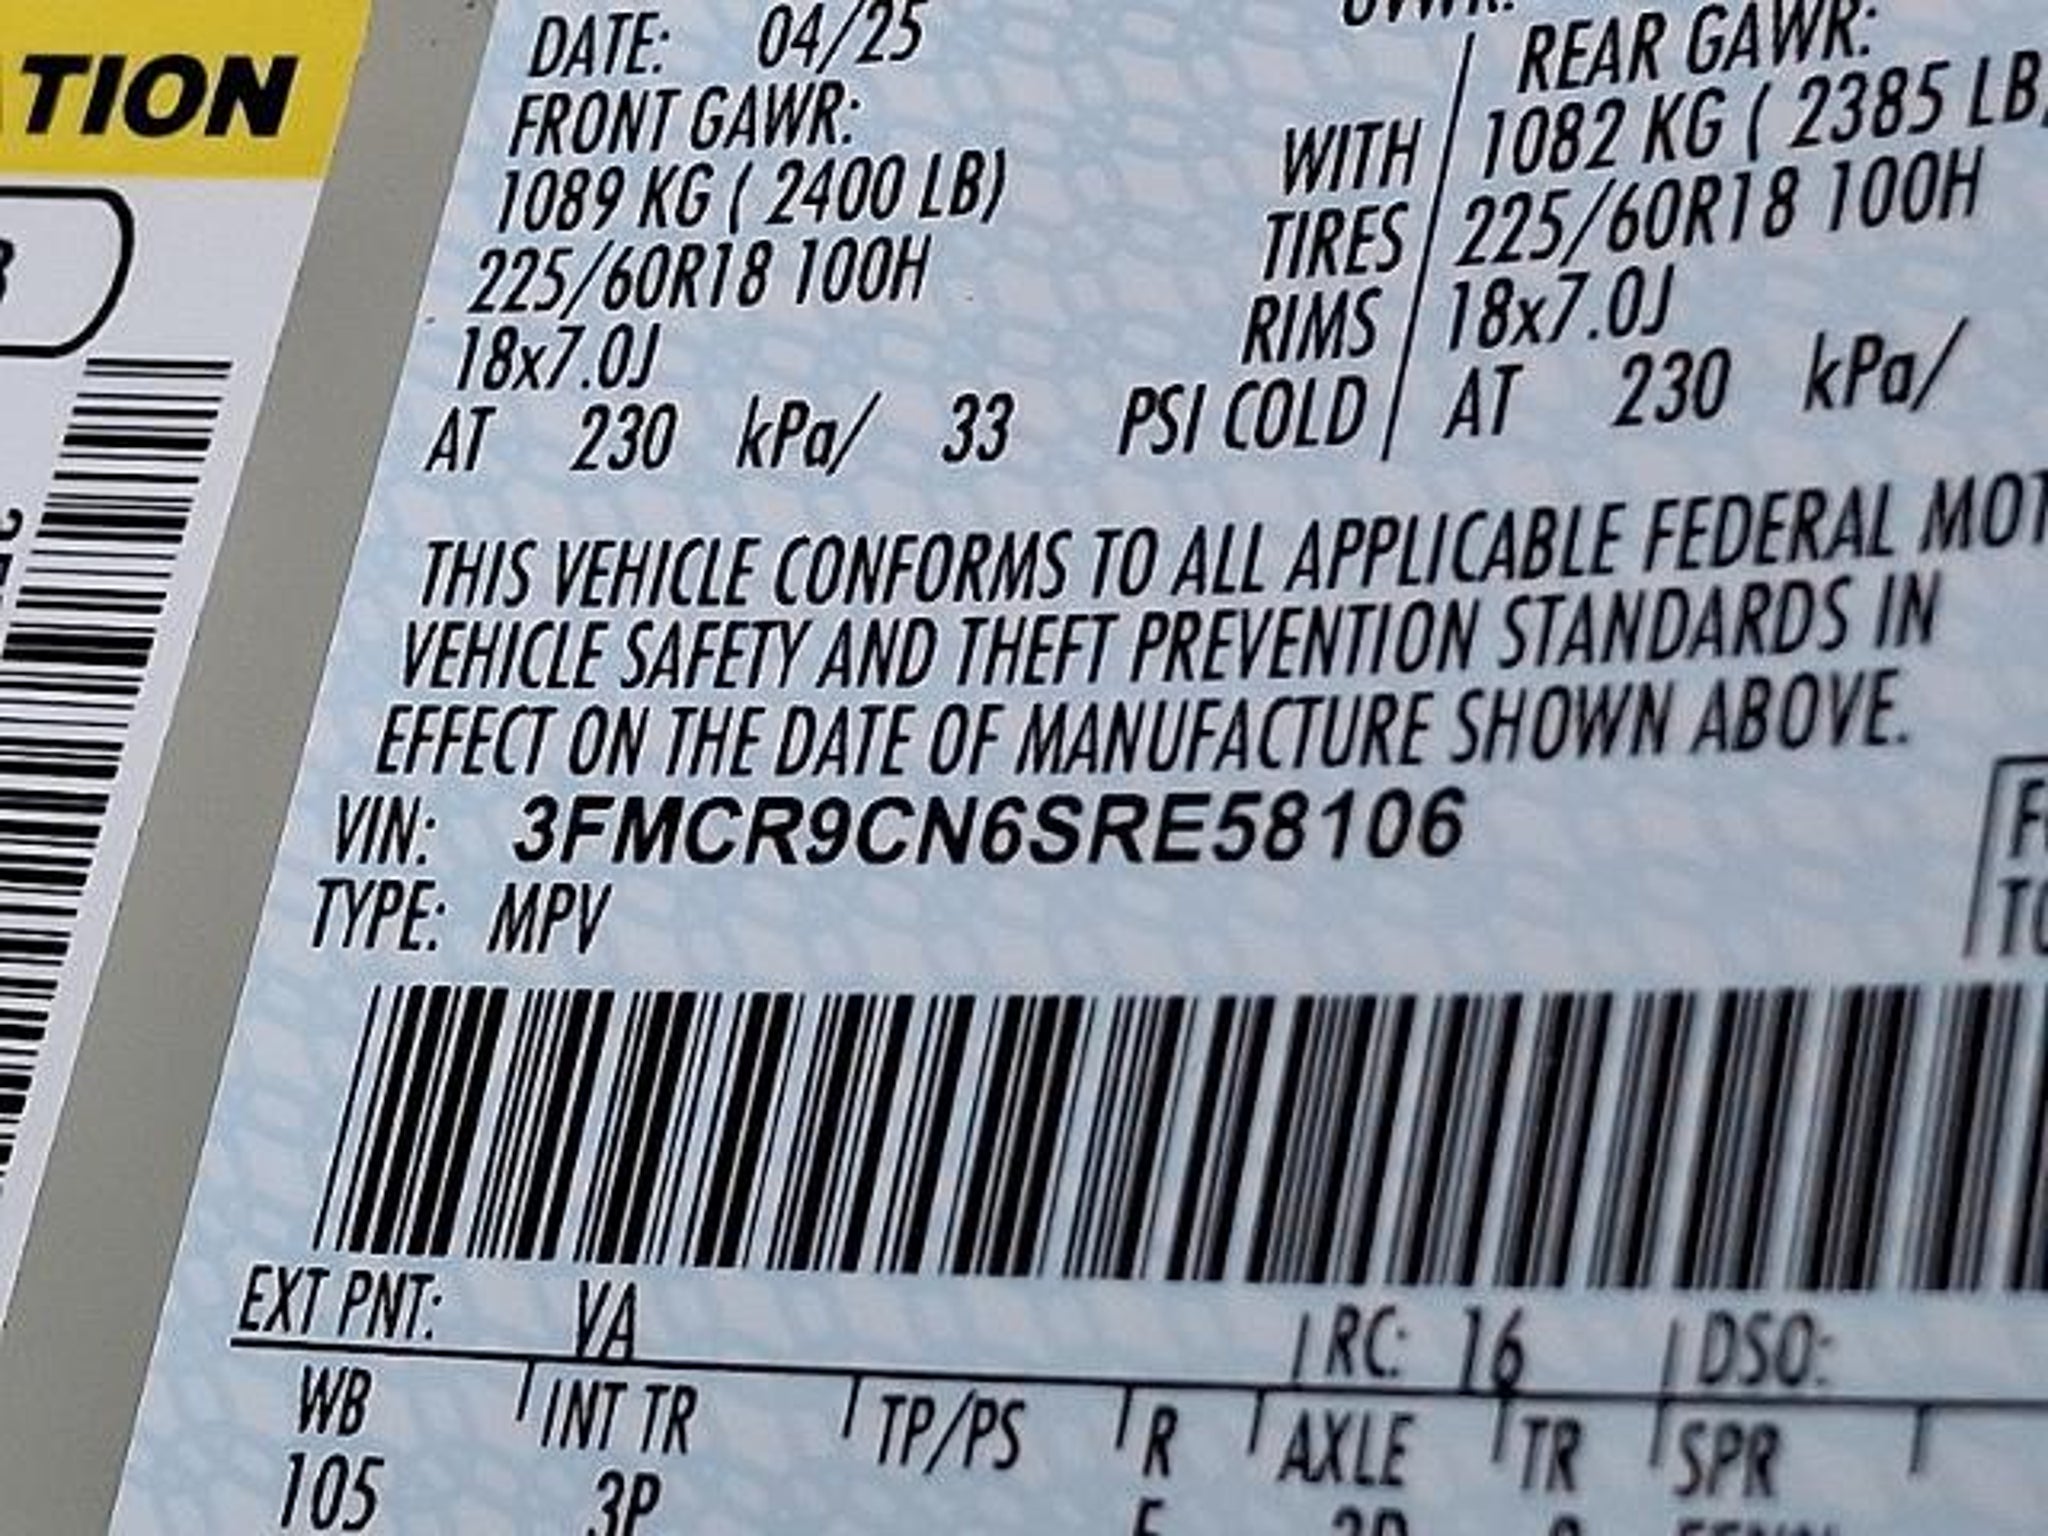 TION
DATE: 04/25
FRONT GAWR:
1089 KG ( 2400 LB)
225/60R18 100H
18x7.0J
AT 230 kPa/ 33 PSI COLD
WITH
TIRES
RIMS
REAR GAWR:
1082 KG ( 2385 LB)
225/60R18 100H
18x7.0J
AT 230 kPa/
THIS VEHICLE CONFORMS TO ALL APPLICABLE FEDERAL MOT
VEHICLE SAFETY AND THEFT PREVENTION STANDARDS IN
EFFECT ON THE DATE OF MANUFACTURE SHOWN ABOVE.
VIN: 3FMCR9CN6SRE58106
TYPE: MPV
EXT PNT: VA RC: 16 DSO:
WB INT TR TP/PS R AXLE TR SPR
105 3P